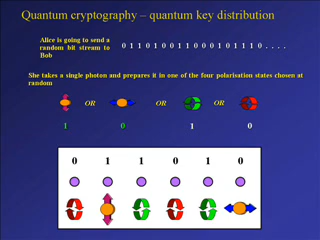 Quantum cryptography – quantum key distribution
Alice is going to send a
random bit stream to
Bob
0 1 1 0 1 0 0 1 1 0 0 0 1 0 1 1 1 0 . . . .
She takes a single photon and prepares it in one of the four polarisation states chosen at
random
OR OR OR
1 0 1 0
0 1 1 0 1 0